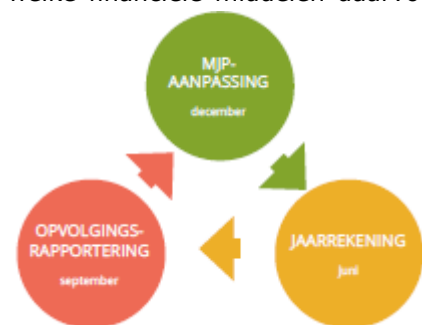 MJP-
AANPASSING
december
OPVOLGINGS-
RAPPORTERING
september
JAARREKENING
juni